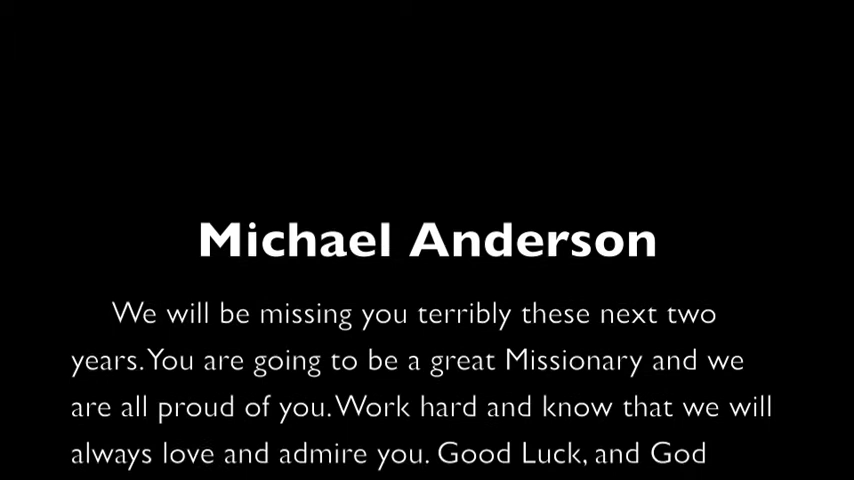 Michael Anderson
We will be missing you terribly these next two
years. You are going to be a great Missionary and we
are all proud of you. Work hard and know that we will
always love and admire you. Good Luck, and God